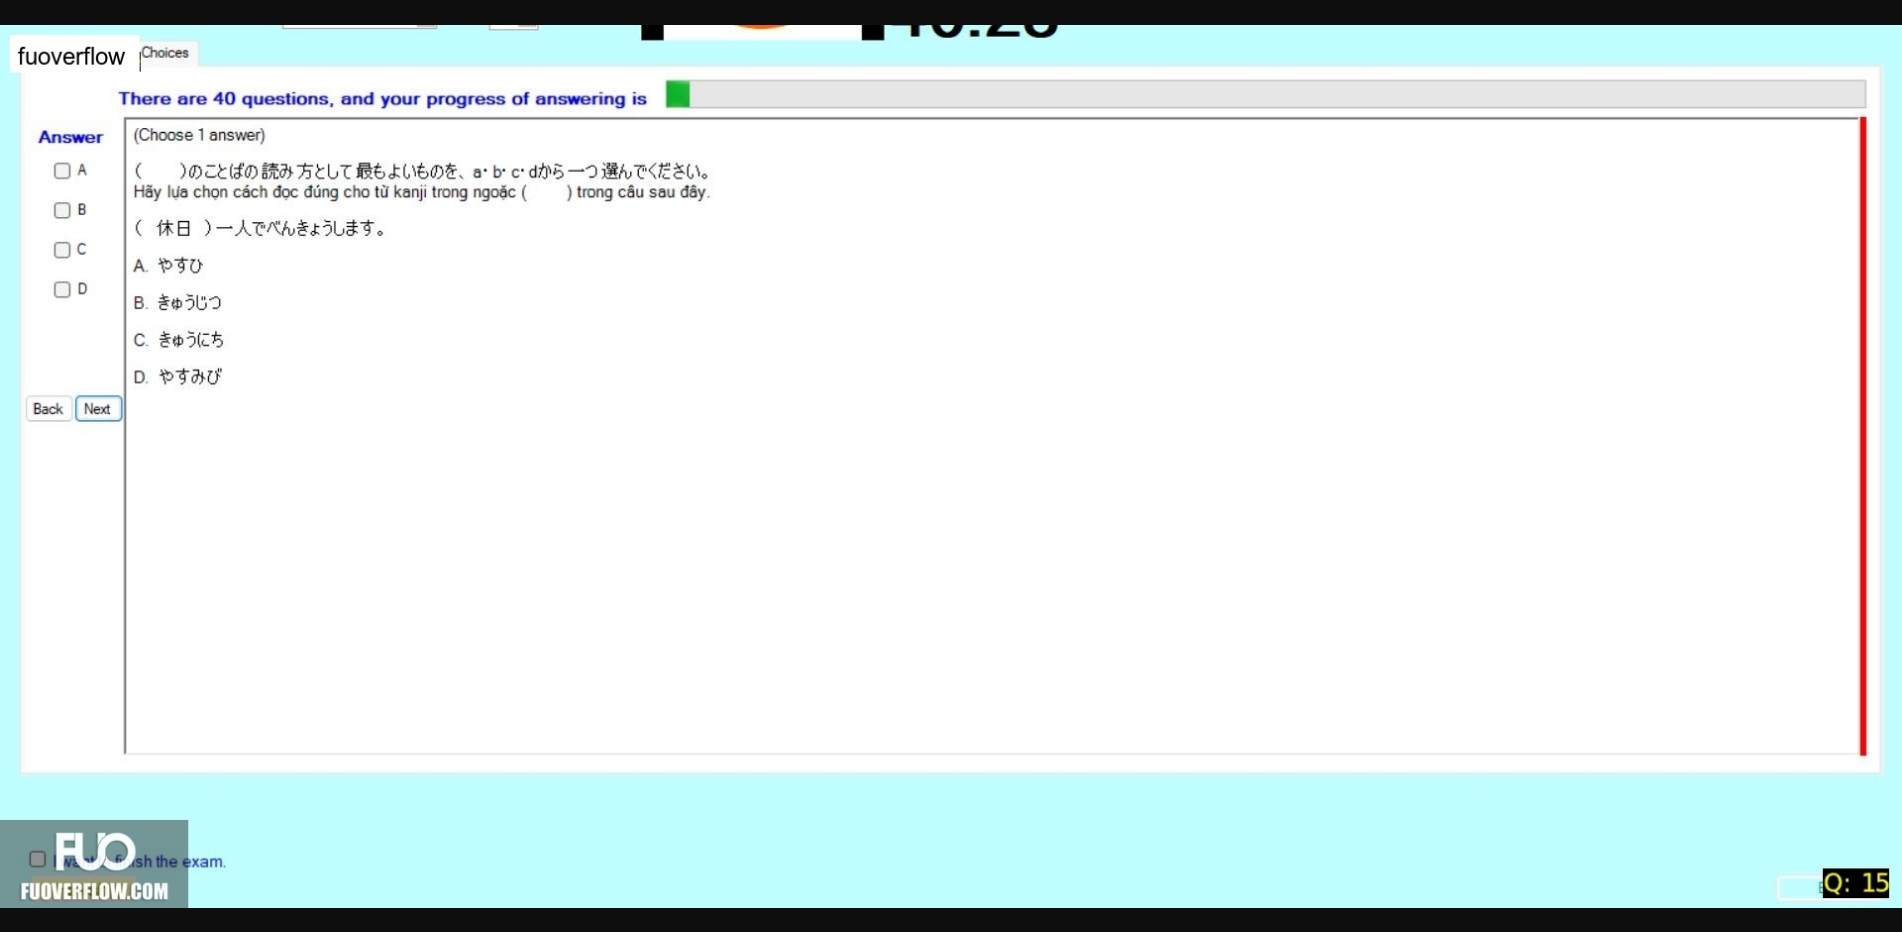 fuoverflow
Choices
There are 40 questions, and your progress of answering is
Answer
(Choose 1 answer)
A
(　　)のことばの読み方として最もよいものを、a・b・c・dから一つ選んでください。
Hãy lựa chọn cách đọc đúng cho từ kanji trong ngoặc (　　) trong câu sau đây.
B
( 休日 )一人でべんきょうします。
C
A. やすひ
D
B. きゅうじつ
C. きゅうにち
D. やすみび
Back Next
FUO
finish the exam.
FUOVERFLOW.COM
Q: 15